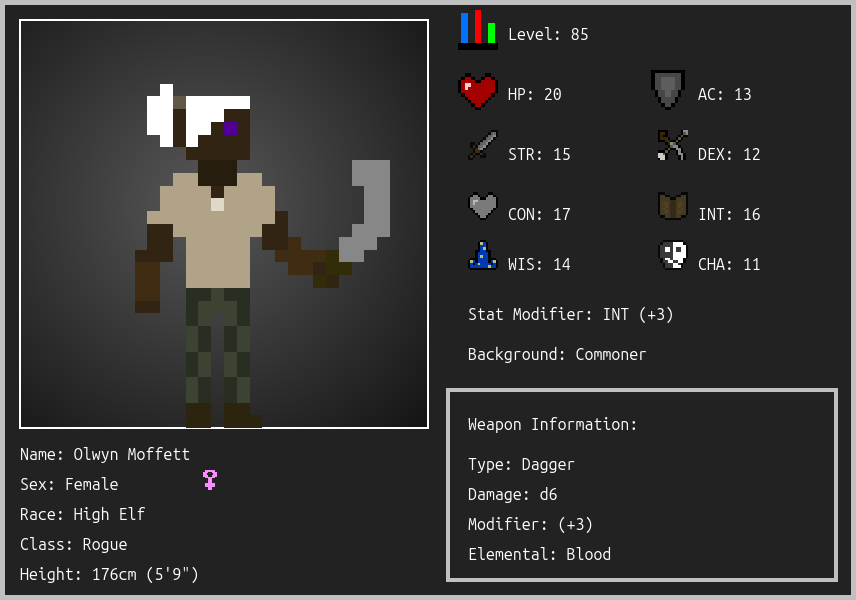 Level: 85
HP: 20
AC: 13
STR: 15
DEX: 12
CON: 17
INT: 16
WIS: 14
CHA: 11
Stat Modifier: INT (+3)
Background: Commoner
Weapon Information:
Type: Dagger
Damage: d6
Modifier: (+3)
Elemental: Blood
Name: Olwyn Moffett
Sex: Female
Race: High Elf
Class: Rogue
Height: 176cm (5'9")